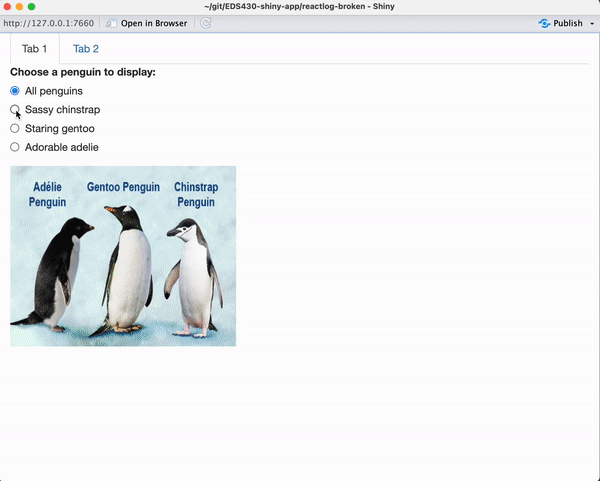 ~/git/EDS430-shiny-app/reactlog-broken - Shiny
http://127.0.0.1:7660 Open in Browser Publish
Tab 1 Tab 2
Choose a penguin to display:
All penguins
Sassy chinstrap
Staring gentoo
Adorable adelie
Adélie Gentoo Penguin Chinstrap
Penguin Penguin